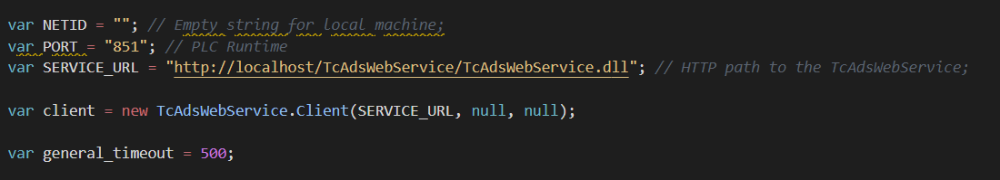 var NETID = ""; // Empty string for local machine;
var PORT = "851"; // PLC Runtime
var SERVICE_URL = "http://localhost/TcAdsWebService/TcAdsWebService.dll"; // HTTP path to the TcAdsWebService;
var client = new TcAdsWebService.Client(SERVICE_URL, null, null);
var general_timeout = 500;